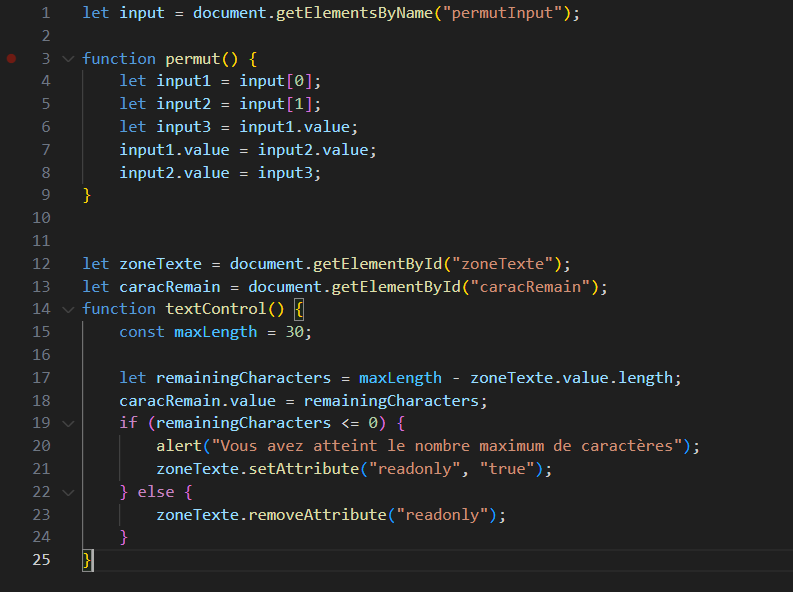 1 let input = document.getElementsByName("permutInput");
2
3 function permut() {
4     let input1 = input[0];
5     let input2 = input[1];
6     let input3 = input1.value;
7     input1.value = input2.value;
8     input2.value = input3;
9 }
10
11
12 let zoneTexte = document.getElementById("zoneTexte");
13 let caracRemain = document.getElementById("caracRemain");
14 function textControl() {
15     const maxLength = 30;
16
17     let remainingCharacters = maxLength - zoneTexte.value.length;
18     caracRemain.value = remainingCharacters;
19     if (remainingCharacters <= 0) {
20         alert("Vous avez atteint le nombre maximum de caractères");
21         zoneTexte.setAttribute("readonly", "true");
22     } else {
23         zoneTexte.removeAttribute("readonly");
24     }
25 }